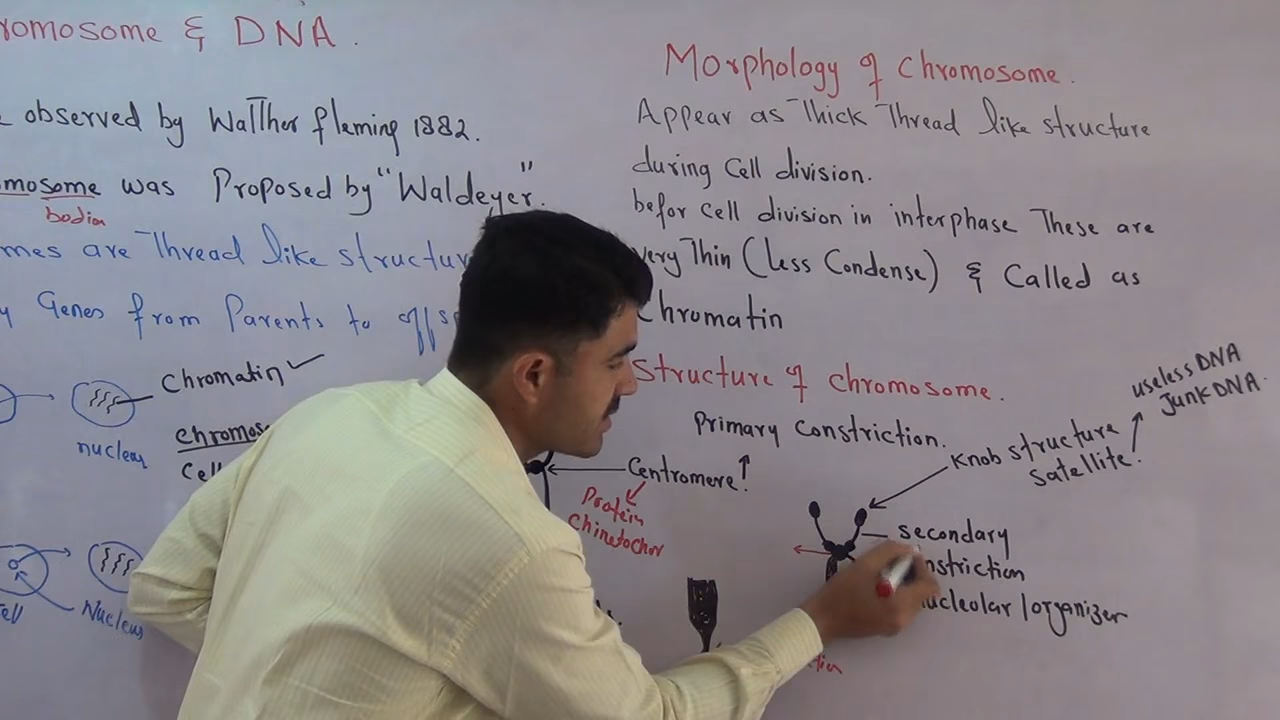 romosome & DNA.
observed by Walther fleming 1882.
mosome was Proposed by "Waldeyer".
bodies
mes are Thread like structur
y Genes from Parents to offs
Chromatin ✓
nucleus
chromos
Cell
cell
Nucleus
Morphology of chromosome.
Appear as Thick Thread like structure
during Cell division.
befor cell division in interphase These are
very Thin (Less Condense) & Called as
chromatin
structure of chromosome.
Primary constriction.
Centromere!
Protein
Chinetochor
Knob structure
satellite.
useless DNA
Junk DNA.
secondary
nstriction
ucleolar/organizer